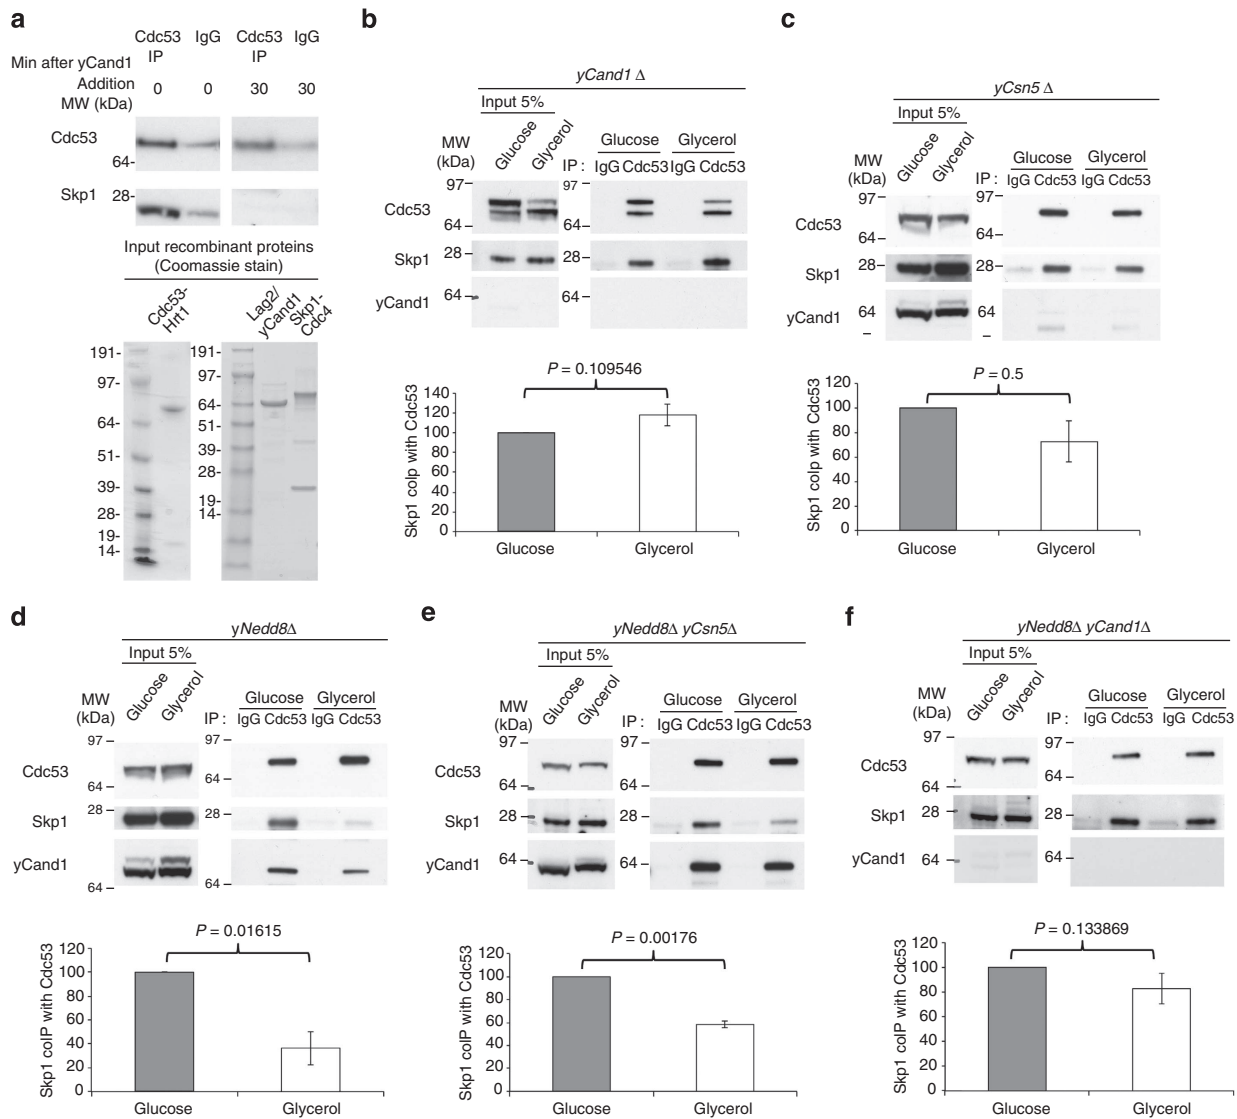 a
Cdc53 IP
IgG
Cdc53 IP
IgG
Min after yCand1
Addition
0
0
30
30
MW (kDa)
Cdc53
64-
Skp1
28-
Input recombinant proteins
(Coomassie stain)
Cdc53-
Hrt1
Lag2/
yCand1
Skp1-
Cdc4
191-
97-
64-
51-
39-
28-
19-
14-
191-
97-
64-
51-
39-
28-
19-
14-
b
yCand1 Δ
Input 5%
MW
(kDa)
Glucose
Glycerol
Glucose
Glycerol
IP :
IgG Cdc53
IgG Cdc53
97–
97–
Cdc53
64–
64–
Skp1
28–
28–
yCand1
64–
64–
P = 0.109546
Skp1 coIp with Cdc53
140
120
100
80
60
40
20
0
Glucose
Glycerol
c
yCsn5 Δ
Input 5%
MW
(kDa)
Glucose
Glycerol
Glucose
Glycerol
IP :
IgG Cdc53
IgG Cdc53
97–
97–
Cdc53
64–
64–
Skp1
28–
28–
yCand1
64
–
64
–
P = 0.5
Skp1 coIp with Cdc53
120
100
80
60
40
20
0
Glucose
Glycerol
d
yNedd8Δ
Input 5%
MW
(kDa)
Glucose
Glycerol
Glucose
Glycerol
IP :
IgG Cdc53
IgG Cdc53
97–
97–
Cdc53
64–
64–
Skp1
28–
28–
yCand1
64–
64–
P = 0.01615
Skp1 coIP with Cdc53
120
100
80
60
40
20
0
Glucose
Glycerol
e
yNedd8Δ yCsn5Δ
Input 5%
MW
(kDa)
Glucose
Glycerol
Glucose
Glycerol
IP :
IgG Cdc53
IgG Cdc53
97–
97–
Cdc53
64–
64–
Skp1
28–
28–
yCand1
64–
64–
P = 0.00176
Skp1 coIP with Cdc53
120
100
80
60
40
20
0
Glucose
Glycerol
f
yNedd8Δ yCand1Δ
Input 5%
MW
(kDa)
Glucose
Glycerol
Glucose
Glycerol
IP :
IgG Cdc53
IgG Cdc53
97–
97–
Cdc53
64–
64–
Skp1
28–
28–
yCand1
64–
64–
P = 0.133869
Skp1 coIP with Cdc53
120
100
80
60
40
20
0
Glucose
Glycerol